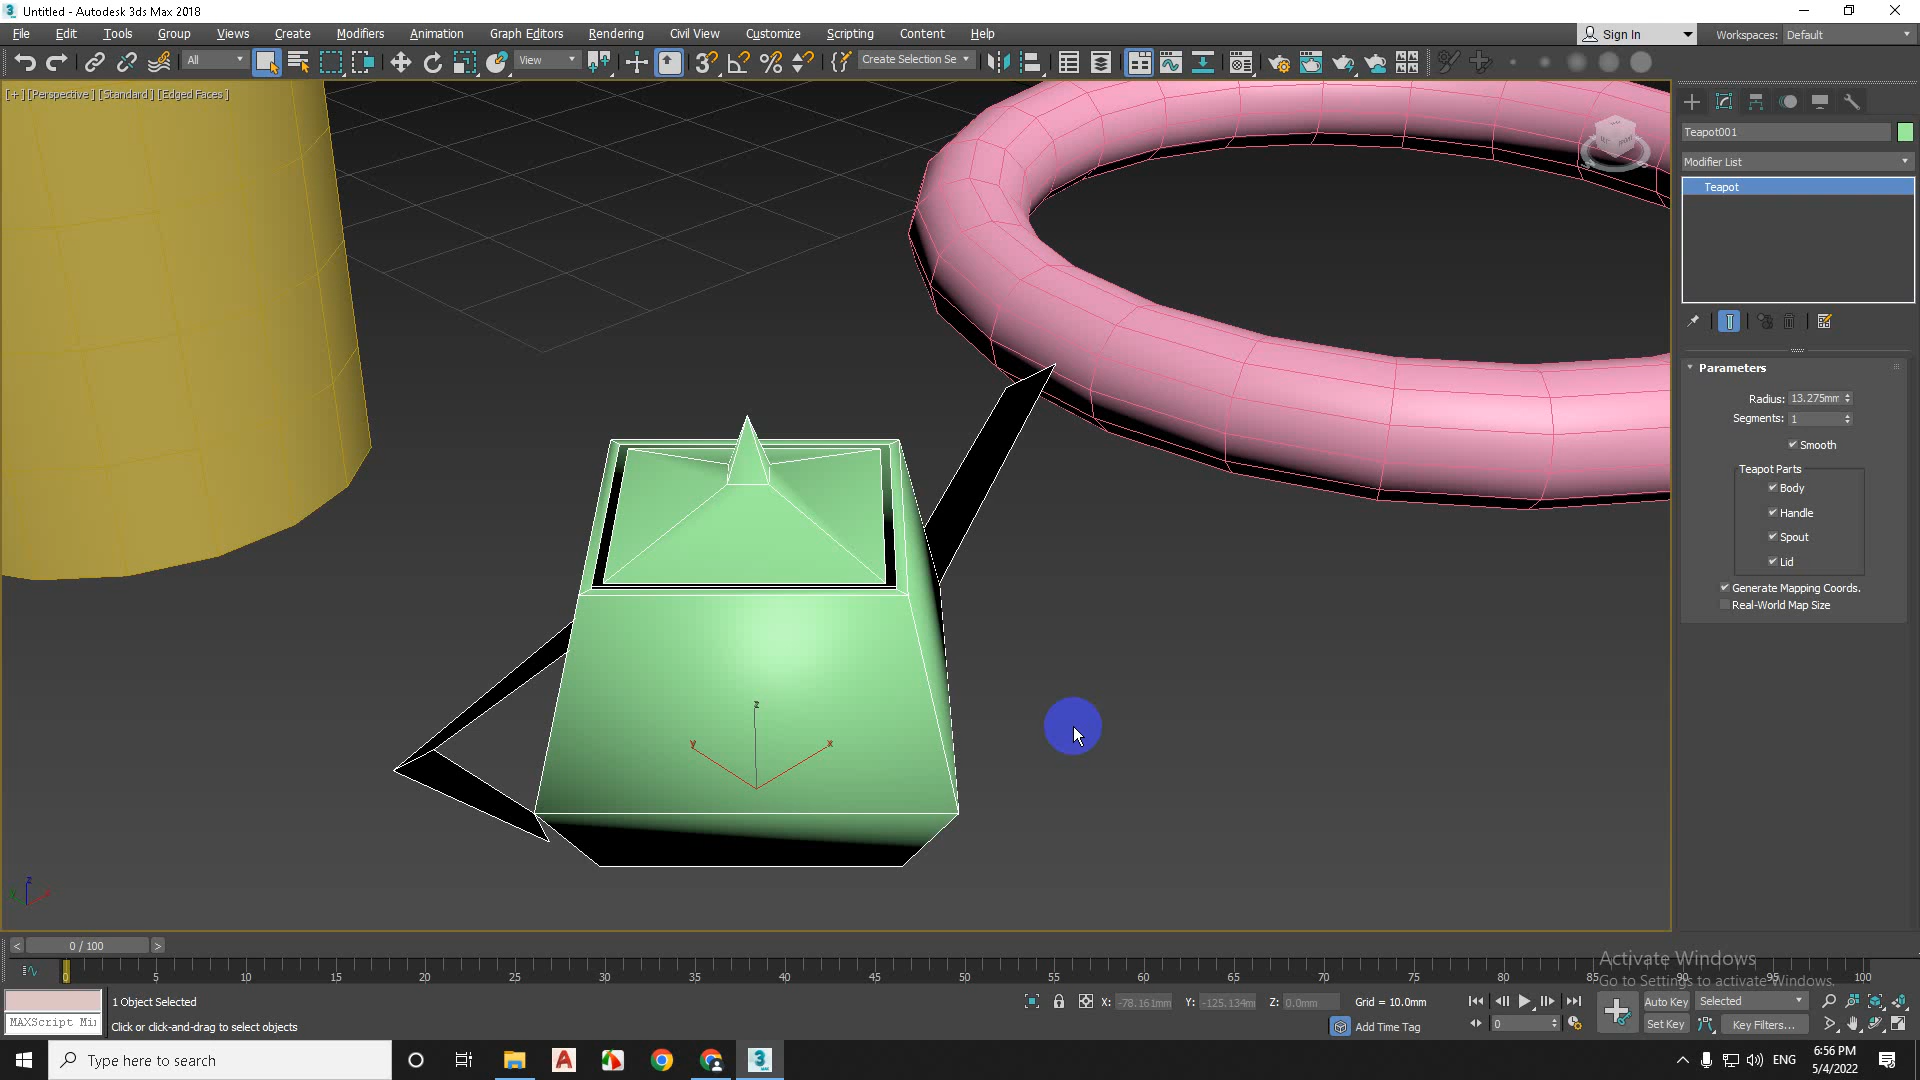 Untitled - Autodesk 3ds Max 2018
File Edit Tools Group Views Create Modifiers Animation Graph Editors Rendering Civil View Customize Scripting Content Help
Sign In
Workspaces: Default
All
View
Create Selection Se
[ + ] [Perspective ] [Standard ] [Edged Faces ]
Teapot001
Modifier List
Teapot
Parameters
Radius: 13.275mm
Segments: 1
Smooth
Teapot Parts
Body
Handle
Spout
Lid
Generate Mapping Coords.
Real-World Map Size
z
y
x
z
< 0 / 100 >
0 5 10 15 20 25 30 35 40 45 50 55 60 65 70 75 80 85 90 95 100
Activate Windows
Go to Settings to activate Windows.
1 Object Selected
X: -78.161mm Y: -125.134m Z: 0.0mm Grid = 10.0mm
Auto Key Selected
MAXScript Mi
Click or click-and-drag to select objects
Add Time Tag
0
Set Key
Key Filters...
Type here to search
ENG
6:56 PM
5/4/2022